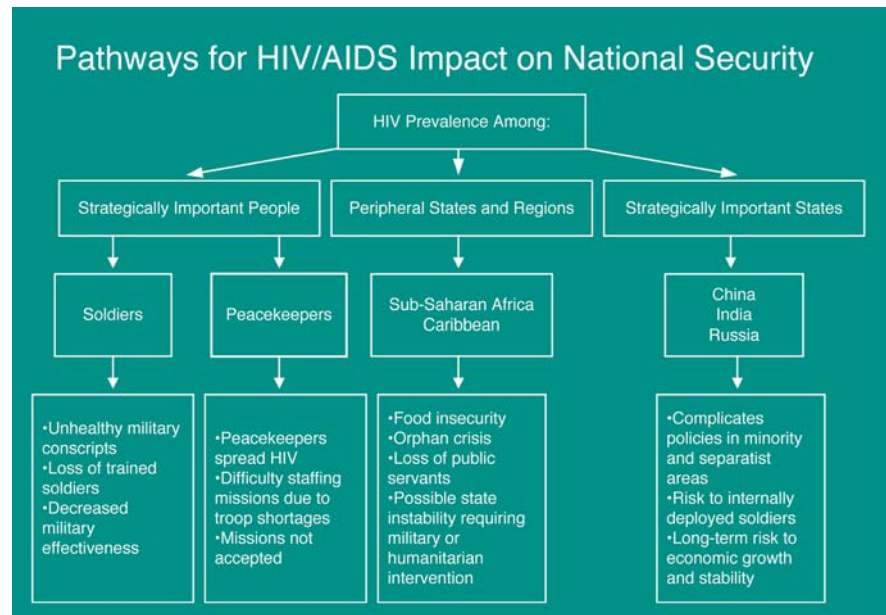 Pathways for HIV/AIDS Impact on National Security
HIV Prevalence Among:
Strategically Important People
Peripheral States and Regions
Strategically Important States
Soldiers
Peacekeepers
Sub-Saharan Africa
Caribbean
China
India
Russia
•Unhealthy military
conscripts
•Loss of trained
soldiers
•Decreased
military
effectiveness
•Peacekeepers
spread HIV
•Difficulty staffing
missions due to
troop shortages
•Missions not
accepted
•Food insecurity
•Orphan crisis
•Loss of public
servants
•Possible state
instability requiring
military or
humanitarian
intervention
•Complicates
policies in minority
and separatist
areas
•Risk to internally
deployed soldiers
•Long-term risk to
economic growth
and stability